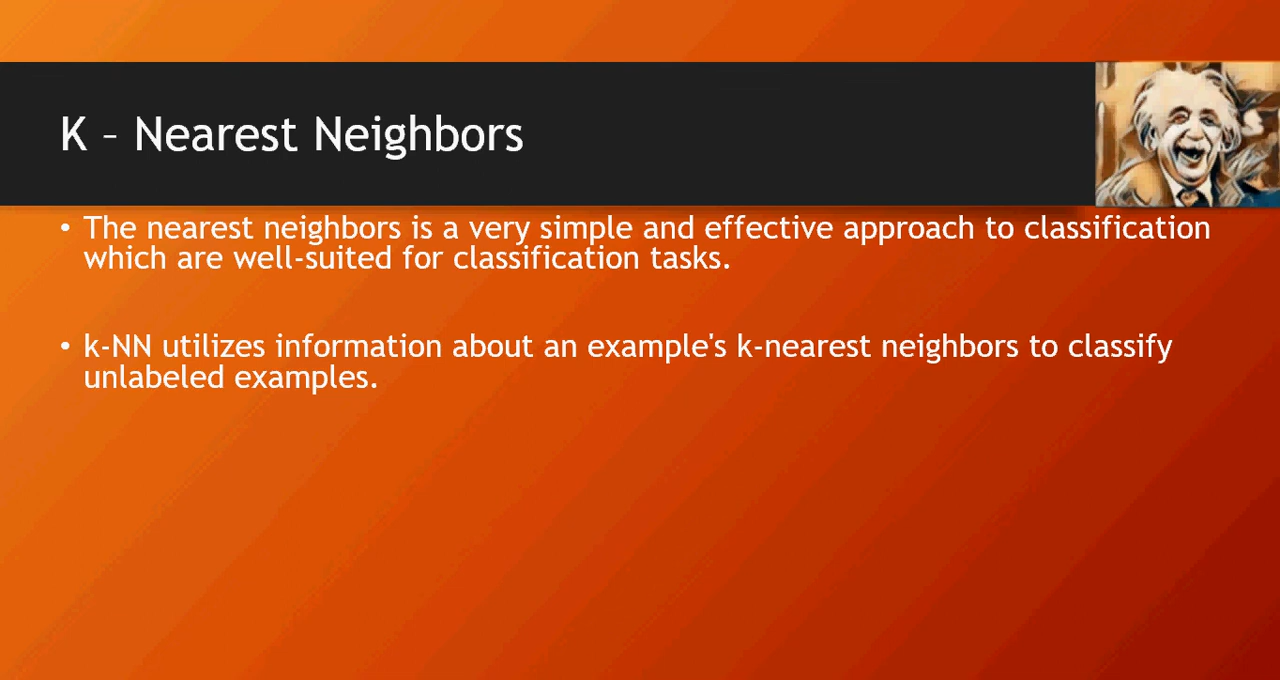 K – Nearest Neighbors
• The nearest neighbors is a very simple and effective approach to classification
which are well-suited for classification tasks.
• k-NN utilizes information about an example's k-nearest neighbors to classify
unlabeled examples.